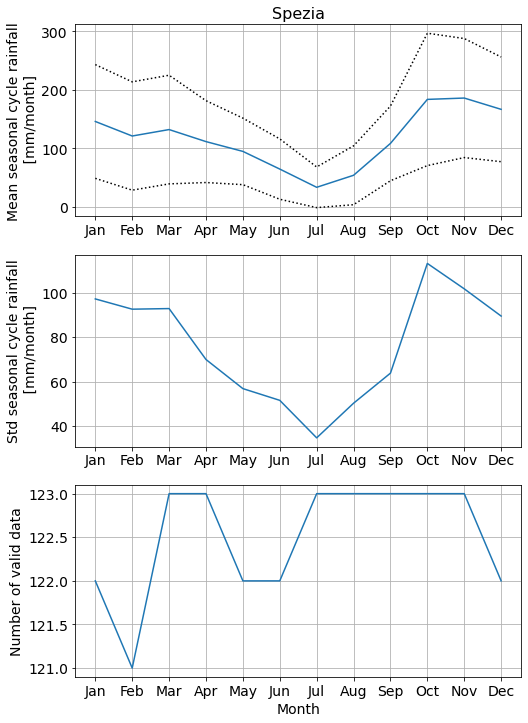 Spezia
Mean seasonal cycle rainfall
[mm/month]
300
200
100
0
Jan Feb Mar Apr May Jun Jul Aug Sep Oct Nov Dec
Std seasonal cycle rainfall
[mm/month]
100
80
60
40
Jan Feb Mar Apr May Jun Jul Aug Sep Oct Nov Dec
Number of valid data
123.0
122.5
122.0
121.5
121.0
Jan Feb Mar Apr May Jun Jul Aug Sep Oct Nov Dec
Month